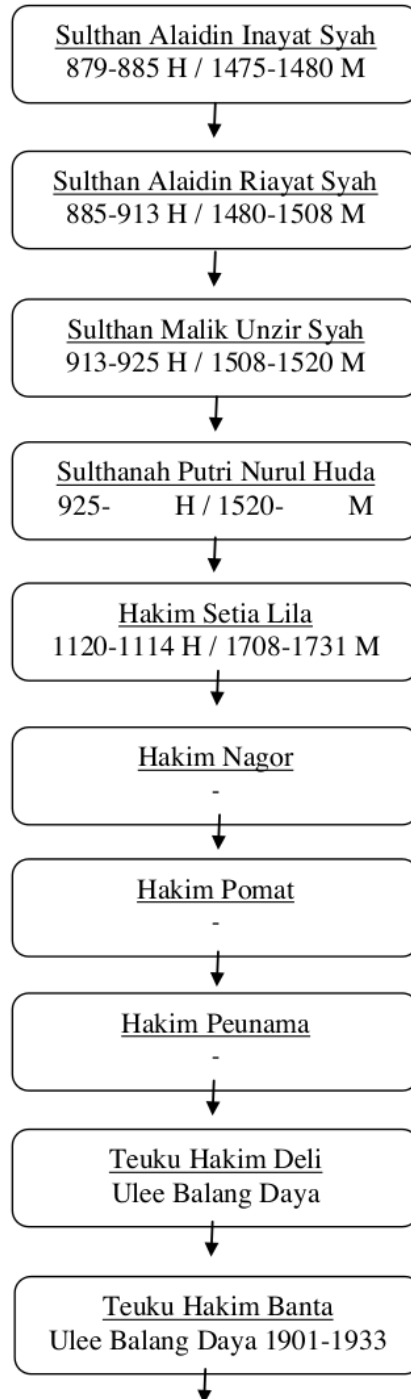 Sulthan Alaidin Inayat Syah
879-885 H / 1475-1480 M
Sulthan Alaidin Riayat Syah
885-913 H / 1480-1508 M
Sulthan Malik Unzir Syah
913-925 H / 1508-1520 M
Sulthanah Putri Nurul Huda
925- H / 1520- M
Hakim Setia Lila
1120-1114 H / 1708-1731 M
Hakim Nagor
-
Hakim Pomat
-
Hakim Peunama
-
Teuku Hakim Deli
Ulee Balang Daya
Teuku Hakim Banta
Ulee Balang Daya 1901-1933